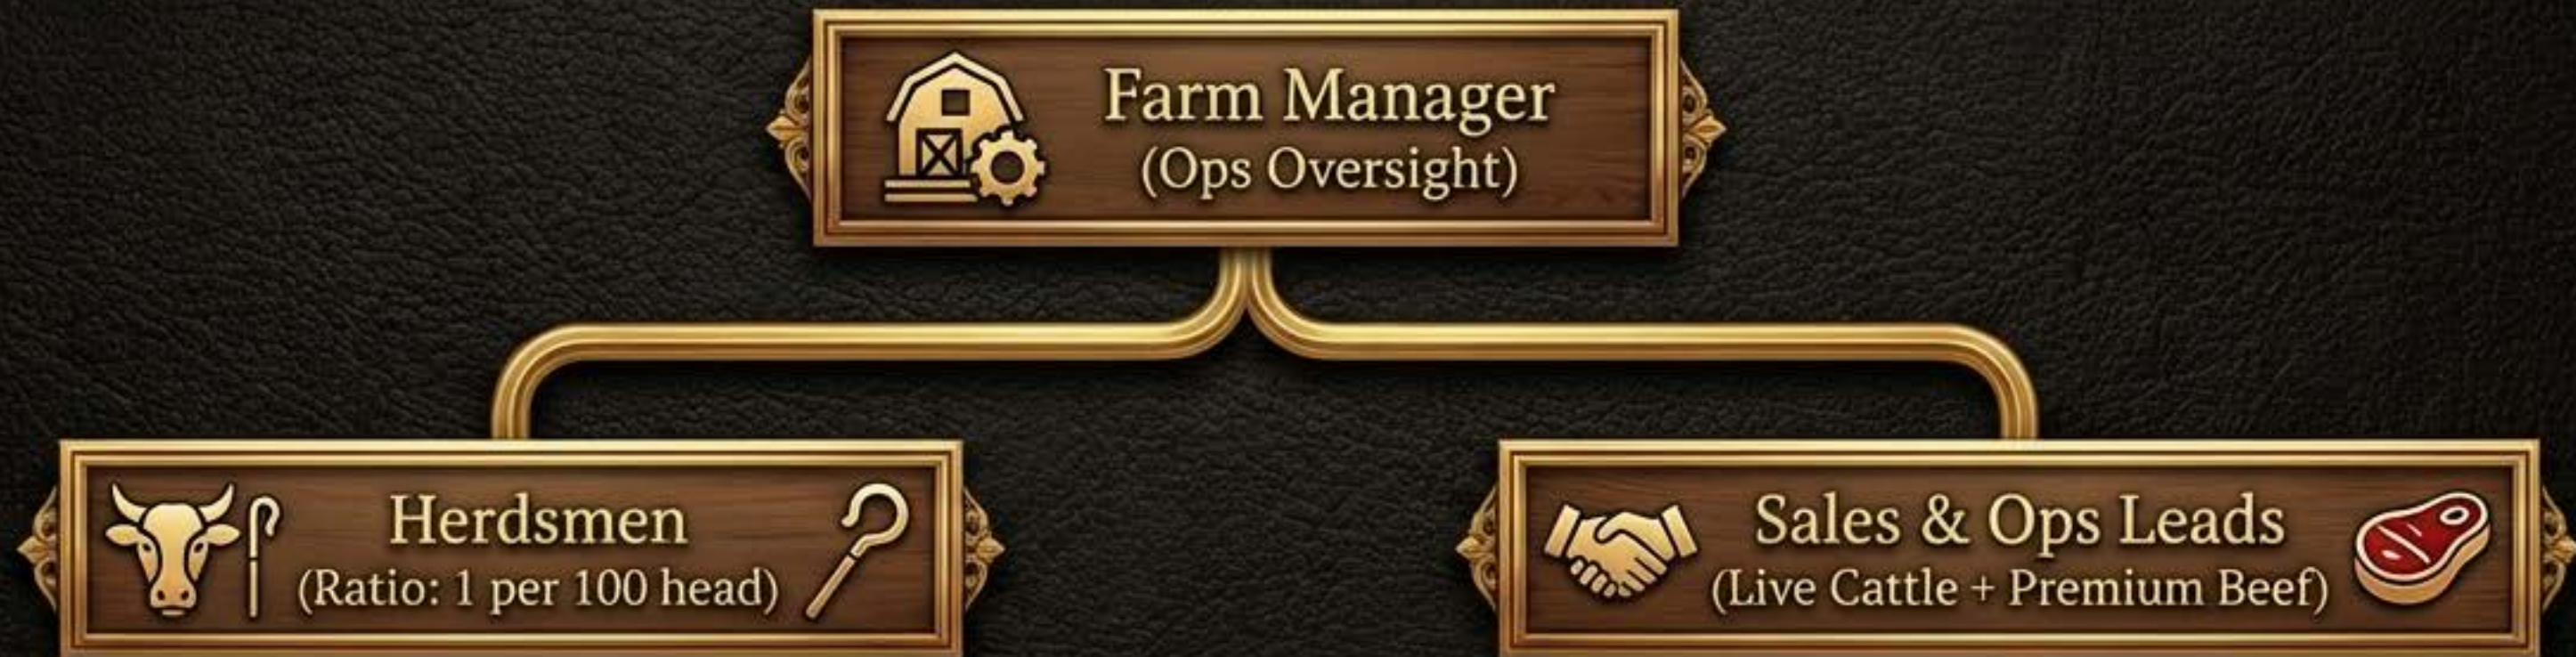 Farm Manager
(Ops Oversight)
Herdsmen
(Ratio: 1 per 100 head)
Sales & Ops Leads
(Live Cattle + Premium Beef)